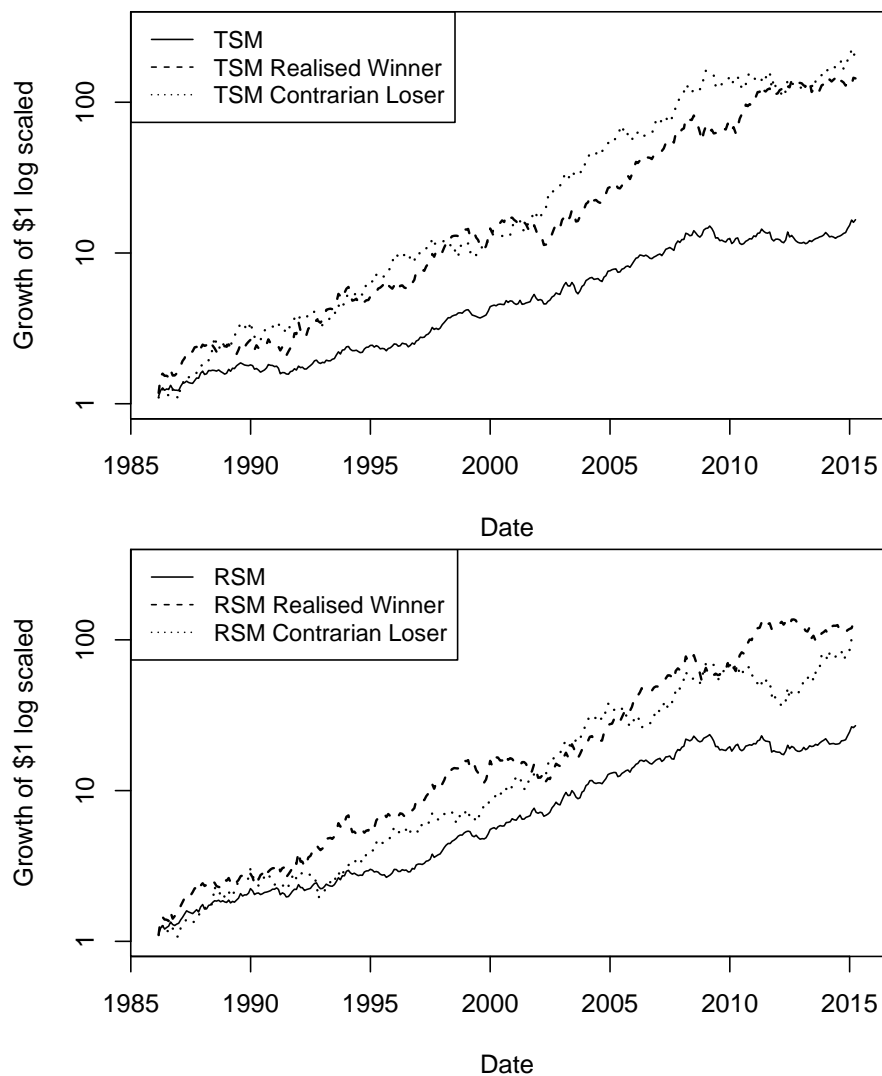 TSM
TSM Realised Winner
TSM Contrarian Loser
Growth of $1 log scaled
100
10
1
1985 1990 1995 2000 2005 2010 2015
Date
RSM
RSM Realised Winner
RSM Contrarian Loser
Growth of $1 log scaled
100
10
1
1985 1990 1995 2000 2005 2010 2015
Date